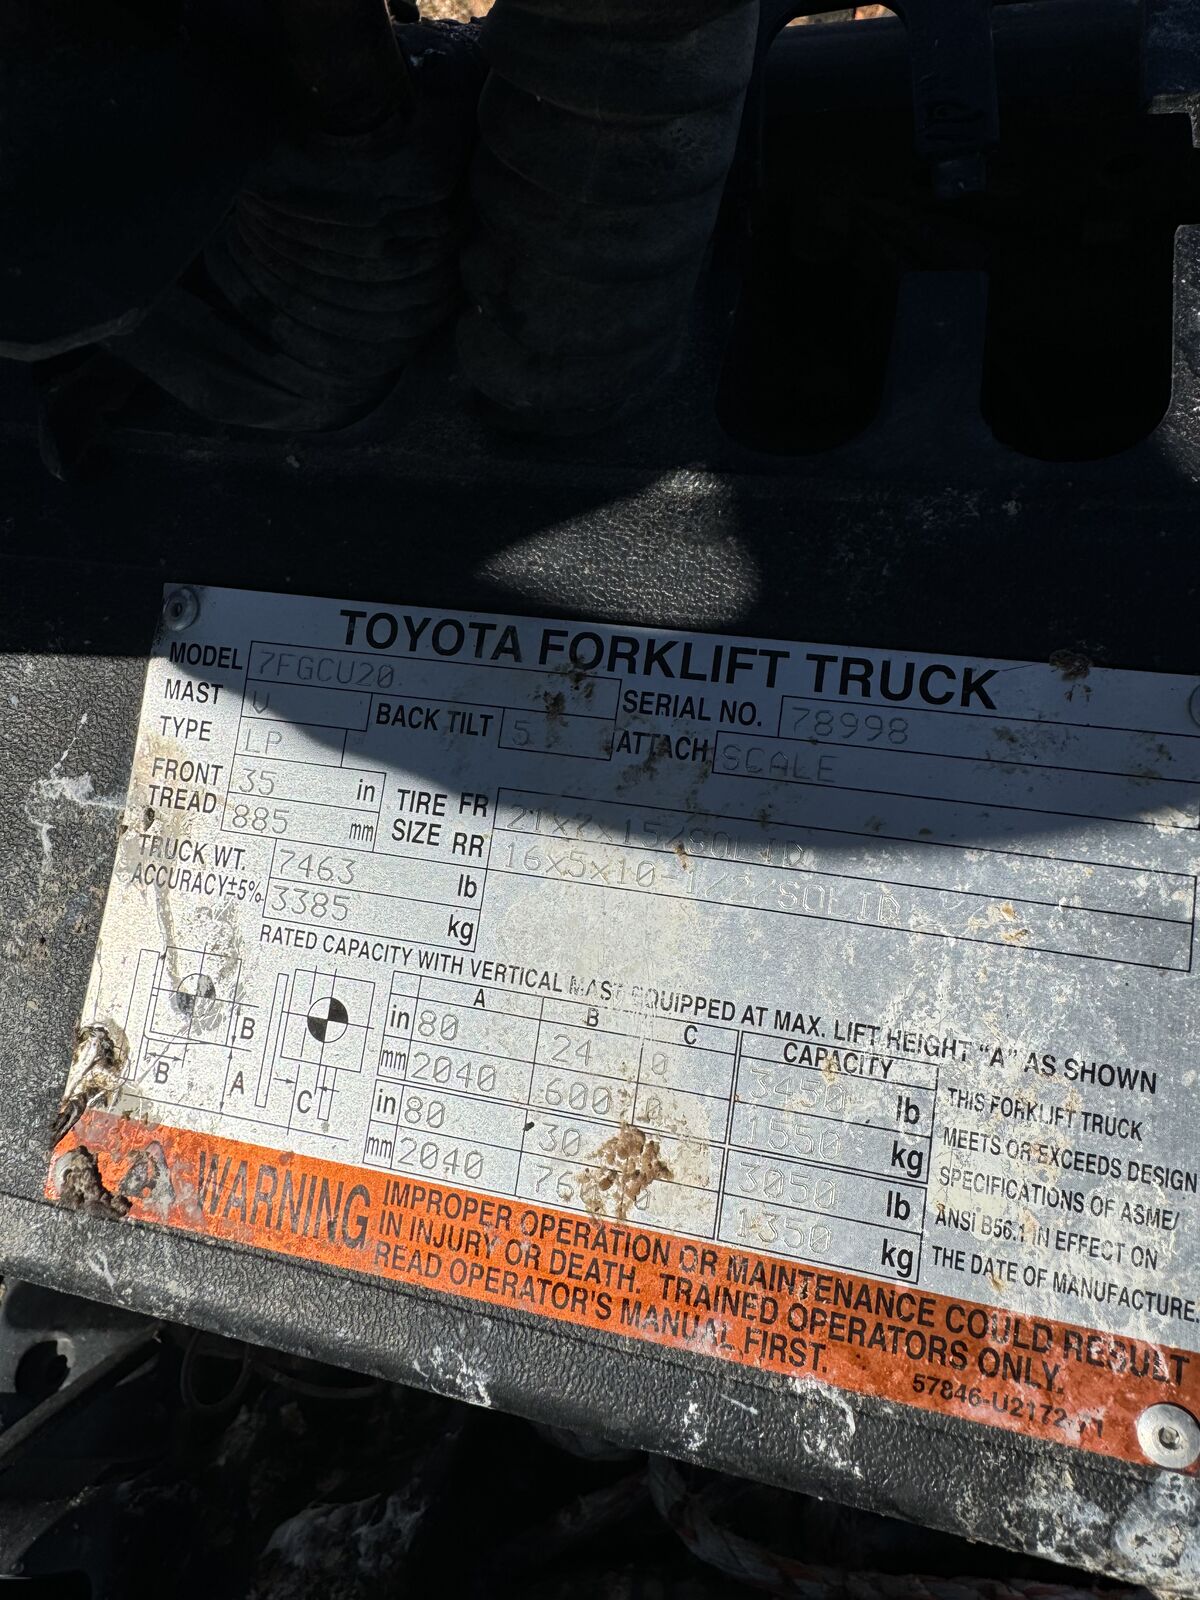 TOYOTA FORKLIFT TRUCK
MODEL 7FGCU20 SERIAL NO. 78998
MAST V BACK TILT 5 ATTACH SCALE
TYPE LP
FRONT TREAD 35 in 885 mm
TIRE SIZE FR 21x7x15/SOLID
RR 16x5x10-1/2/SOLID
TRUCK WT. 7463 lb
ACCURACY±5% 3385 kg
RATED CAPACITY WITH VERTICAL MAST EQUIPPED AT MAX. LIFT HEIGHT "A" AS SHOWN
A B C CAPACITY
in 80 24 0 3450 lb
mm 2040 600 0 1550 kg
in 80 30 3050 lb
mm 2040 1350 kg
B
B A C
THIS FORKLIFT TRUCK
MEETS OR EXCEEDS DESIGN
SPECIFICATIONS OF ASME/
ANSI B56.1 IN EFFECT ON
THE DATE OF MANUFACTURE.
WARNING
IMPROPER OPERATION OR MAINTENANCE COULD RESULT
IN INJURY OR DEATH. TRAINED OPERATORS ONLY.
READ OPERATOR'S MANUAL FIRST.